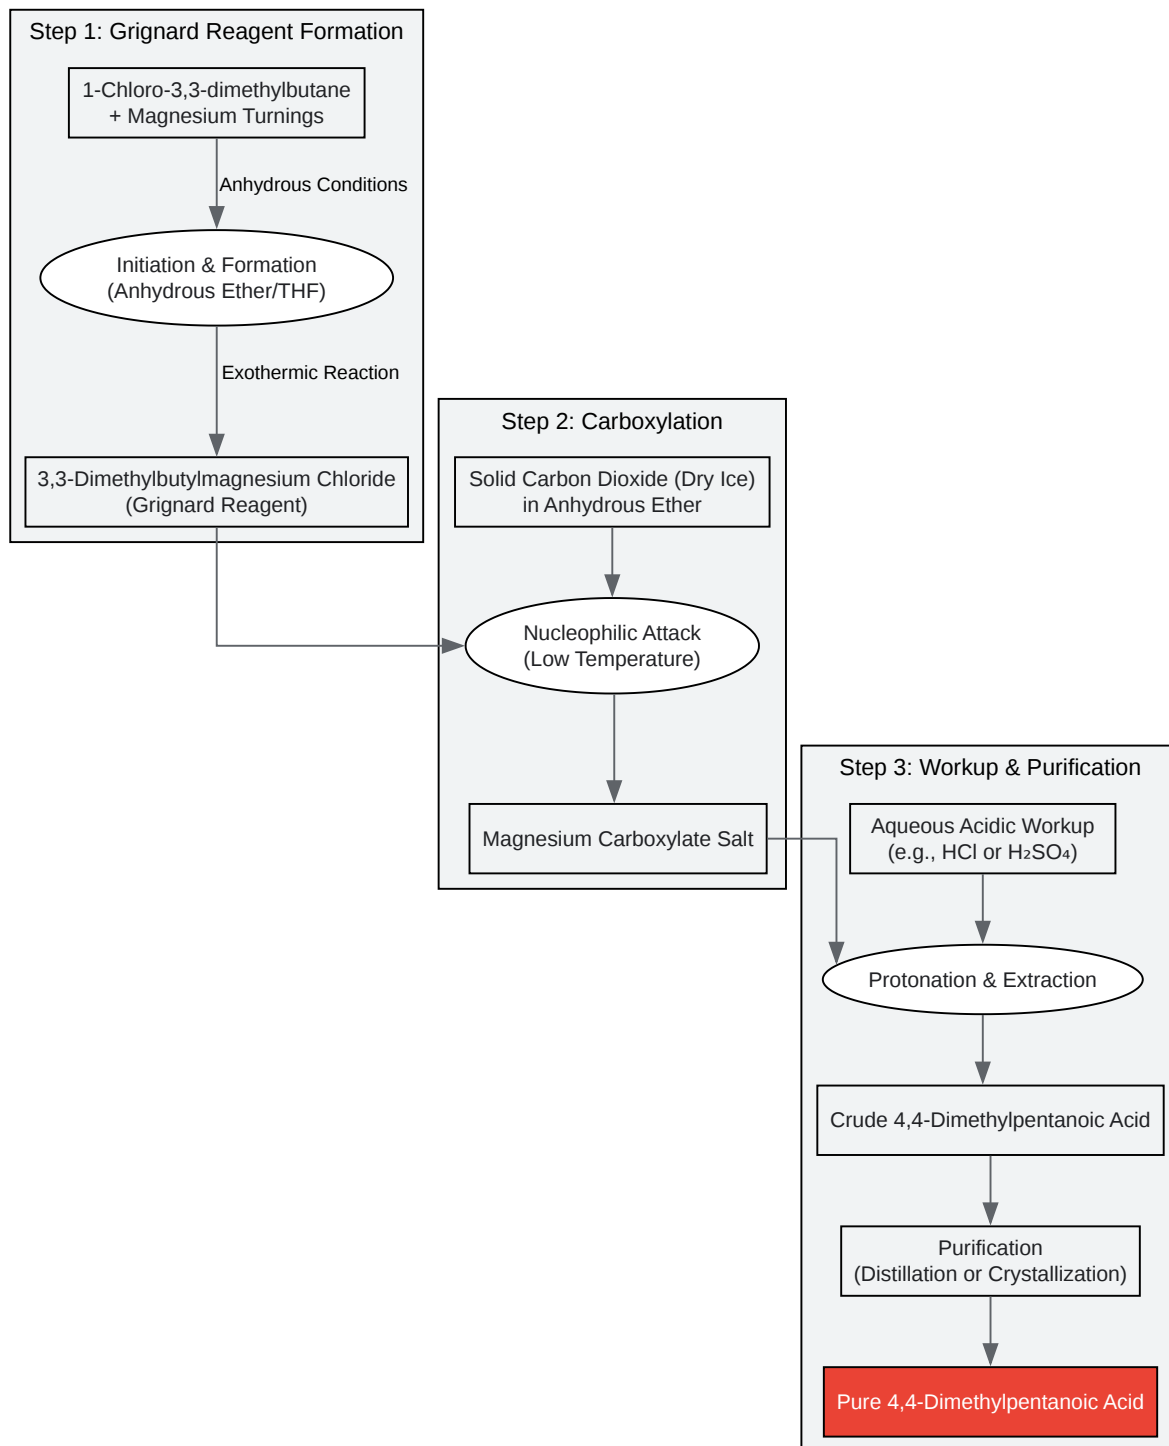 Step 1: Grignard Reagent Formation
1-Chloro-3,3-dimethylbutane
+ Magnesium Turnings
Anhydrous Conditions
Initiation & Formation
(Anhydrous Ether/THF)
Exothermic Reaction
3,3-Dimethylbutylmagnesium Chloride
(Grignard Reagent)
Step 2: Carboxylation
Solid Carbon Dioxide (Dry Ice)
in Anhydrous Ether
Nucleophilic Attack
(Low Temperature)
Magnesium Carboxylate Salt
Step 3: Workup & Purification
Aqueous Acidic Workup
(e.g., HCl or H₂SO₄)
Protonation & Extraction
Crude 4,4-Dimethylpentanoic Acid
Purification
(Distillation or Crystallization)
Pure 4,4-Dimethylpentanoic Acid